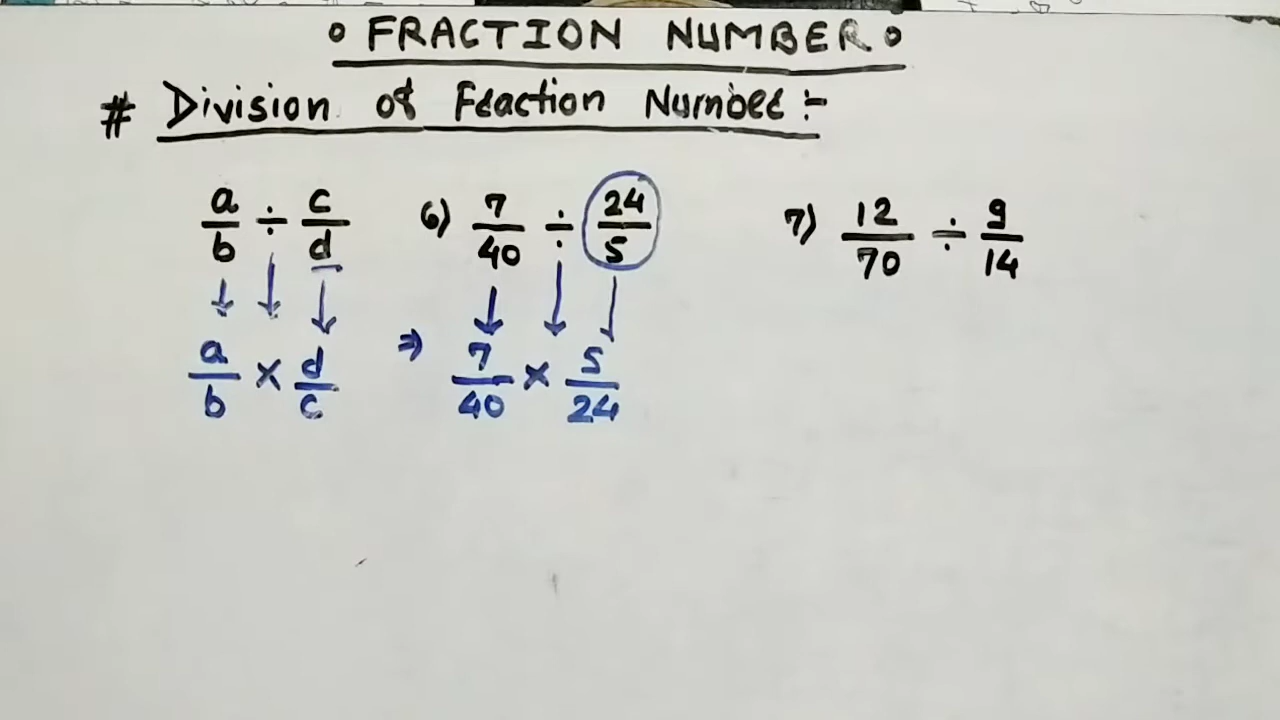 FRACTION NUMBER
# Division of Fraction Number :-
a/b ÷ c/d
a/b × d/c
6) 7/40 ÷ 24/5
⇒ 7/40 × 5/24
7) 12/70 ÷ 9/14